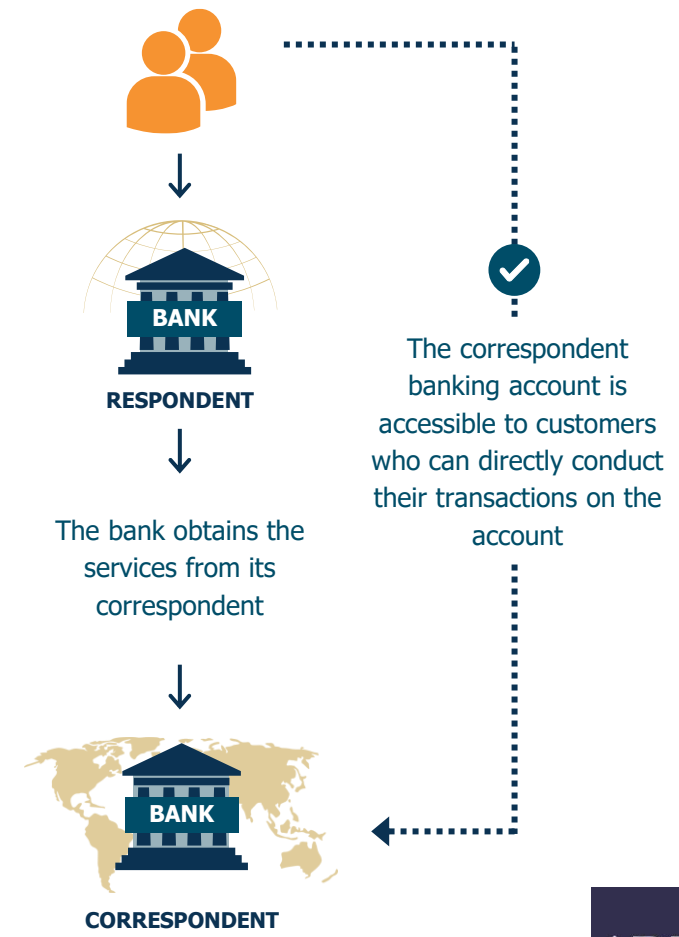 BANK
RESPONDENT
The bank obtains the
services from its
correspondent
The correspondent
banking account is
accessible to customers
who can directly conduct
their transactions on the
account
BANK
CORRESPONDENT